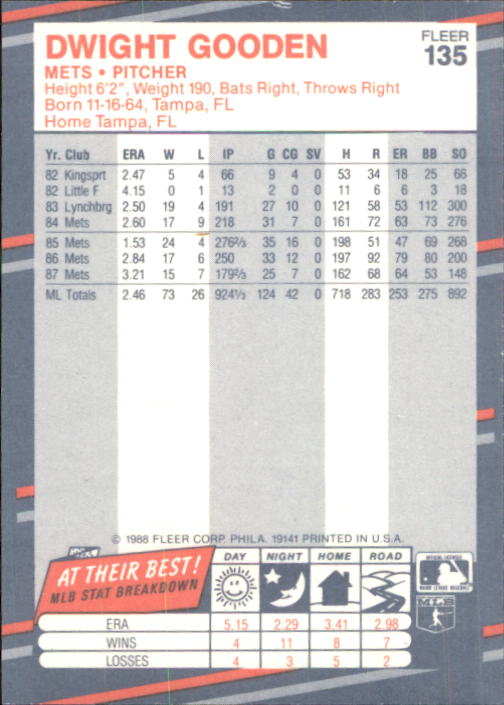 DWIGHT GOODEN
FLEER
135
METS • PITCHER
Height 6'2", Weight 190, Bats Right, Throws Right
Born 11-16-64, Tampa, FL
Home Tampa, FL
Yr. Club ERA W L IP G CG SV H R ER BB SO
82 Kingsprt 2.47 5 4 66 9 4 0 53 34 18 25 66
82 Little F 4.15 0 1 13 2 0 0 11 6 6 3 18
83 Lynchbrg 2.50 19 4 191 27 10 0 121 58 53 112 300
84 Mets 2.60 17 9 218 31 7 0 161 72 63 73 276
85 Mets 1.53 24 4 276⅔ 35 16 0 198 51 47 69 268
86 Mets 2.84 17 6 250 33 12 0 197 92 79 80 200
87 Mets 3.21 15 7 179⅔ 25 7 0 162 68 64 53 148
ML Totals 2.46 73 26 924⅓ 124 42 0 718 283 253 275 892
© 1988 FLEER CORP. PHILA. 19141 PRINTED IN U.S.A.
AT THEIR BEST!
MLB STAT BREAKDOWN
DAY NIGHT HOME ROAD
ERA 5.15 2.29 3.41 2.98
WINS 4 11 8 7
LOSSES 4 3 5 2
OFFICIAL LICENSEE
MAJOR LEAGUE BASEBALL
MLB